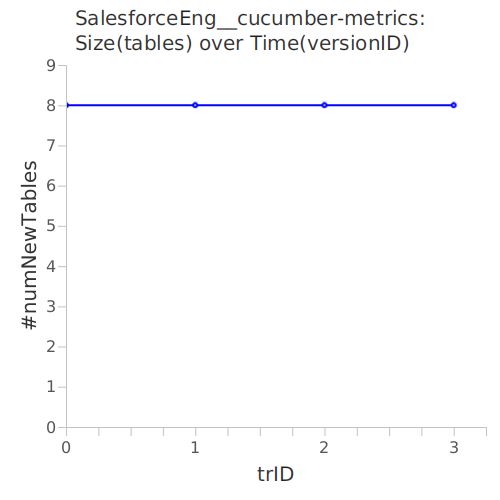 SalesforceEng__cucumber-metrics:
Size(tables) over Time(versionID)
9
8
7
6
5
4
3
2
1
0
#numNewTables
0 1 2 3
trID